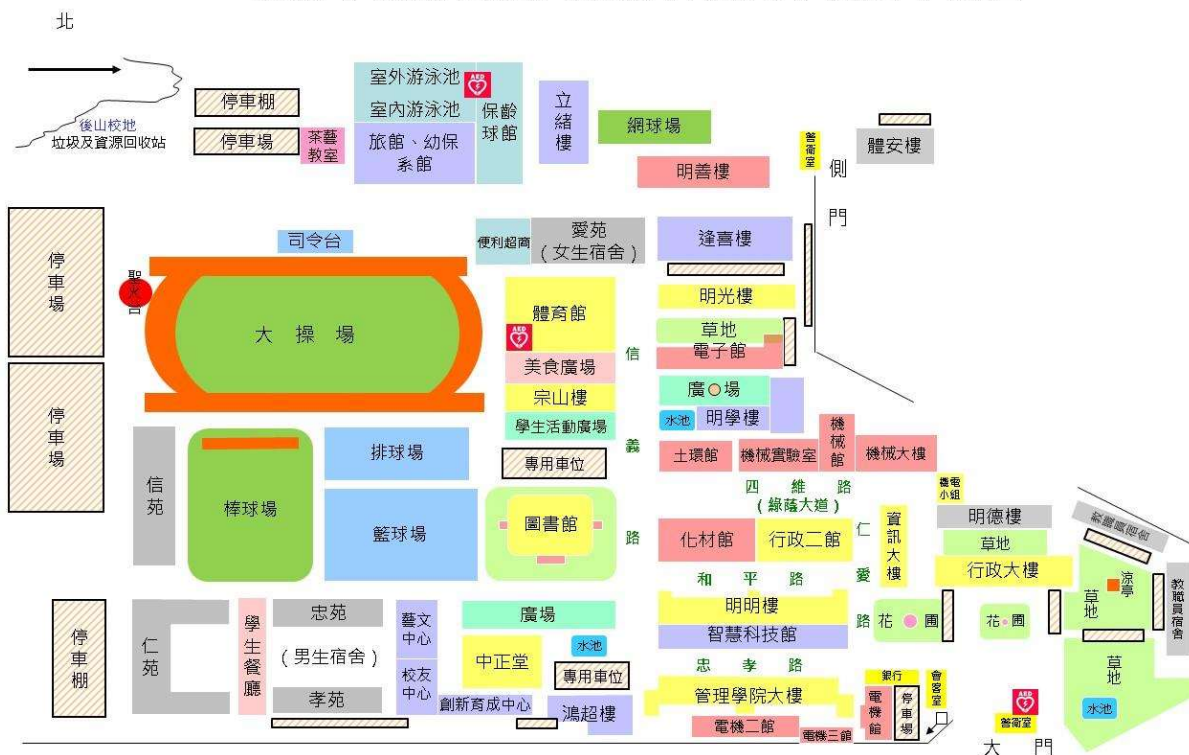 北
後山校地
垃圾及資源回收站
停車棚
停車場
茶藝
教室
室外游泳池
AED
室內游泳池
保齡
球館
旅館、幼保
系館
立緒樓
網球場
明善樓
警衛室
側門
體安樓
停車場
聖火台
司令台
便利超商
愛苑
(女生宿舍)
逢喜樓
大操場
體育館
AED
明光樓
草地
電子館
美食廣場
信義路
宗山樓
廣場
水池
明學樓
學生活動廣場
停車場
信苑
棒球場
排球場
籃球場
專用車位
圖書館
土環館
機械實驗室
機械館
機械大樓
四維路
(綠蔭大道)
機電
小組
化材館
行政二館
仁愛路
資訊大樓
明德樓
草地
行政大樓
教職員宿舍
涼亭
草地
教職員宿舍
和平路
停車棚
仁苑
學生餐廳
忠苑
(男生宿舍)
孝苑
藝文
中心
校友
中心
廣場
中正堂
水池
專用車位
創新育成中心
鴻超樓
明明樓
智慧科技館
花圃
花圃
草地
忠孝路
管理學院大樓
電機二館
電機三館
銀行
電機館
停車場
會客室
AED
警衛室
水池
大門